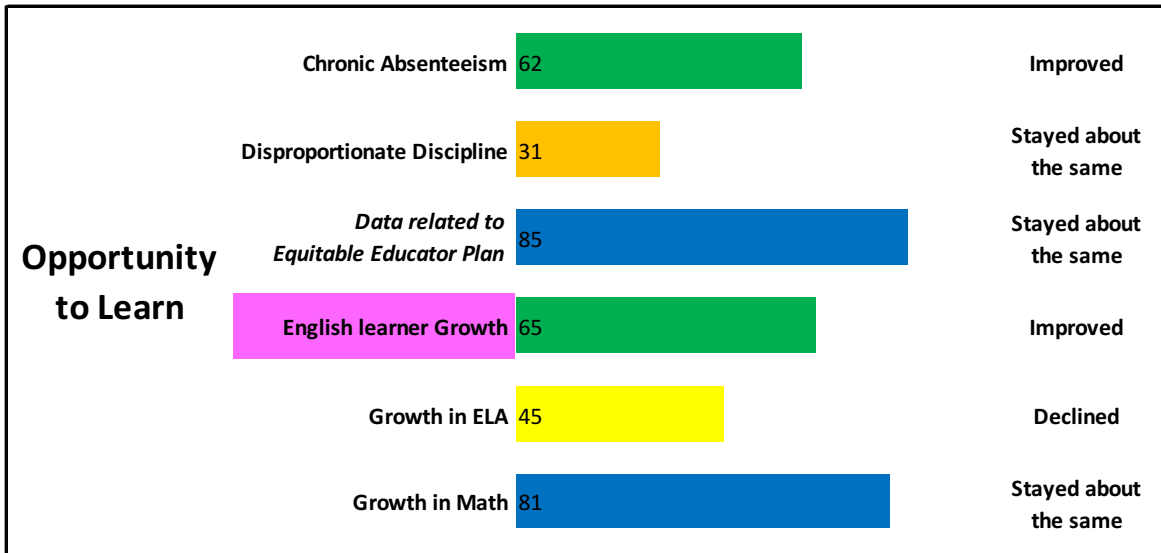 Opportunity
to Learn
Chronic Absenteeism 62 Improved
Disproportionate Discipline 31 Stayed about
the same
Data related to
Equitable Educator Plan 85 Stayed about
the same
English learner Growth 65 Improved
Growth in ELA 45 Declined
Growth in Math 81 Stayed about
the same